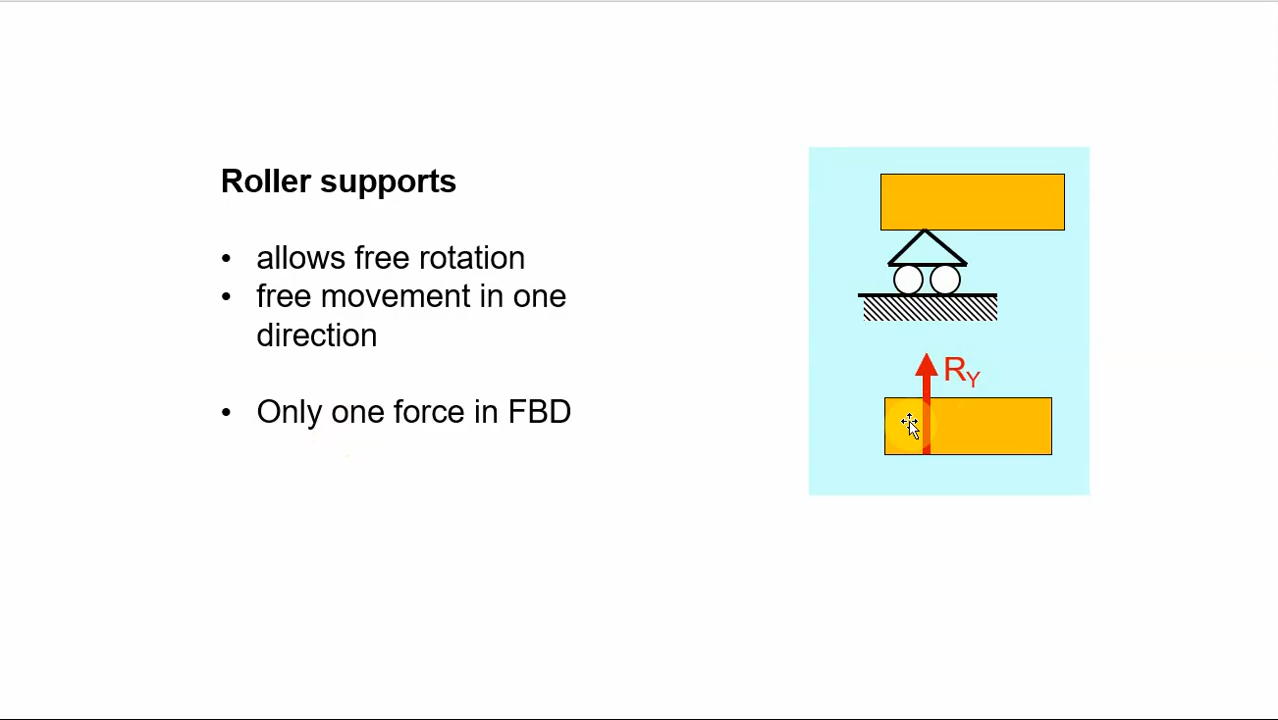 Roller supports
• allows free rotation
• free movement in one
direction
• Only one force in FBD
RY